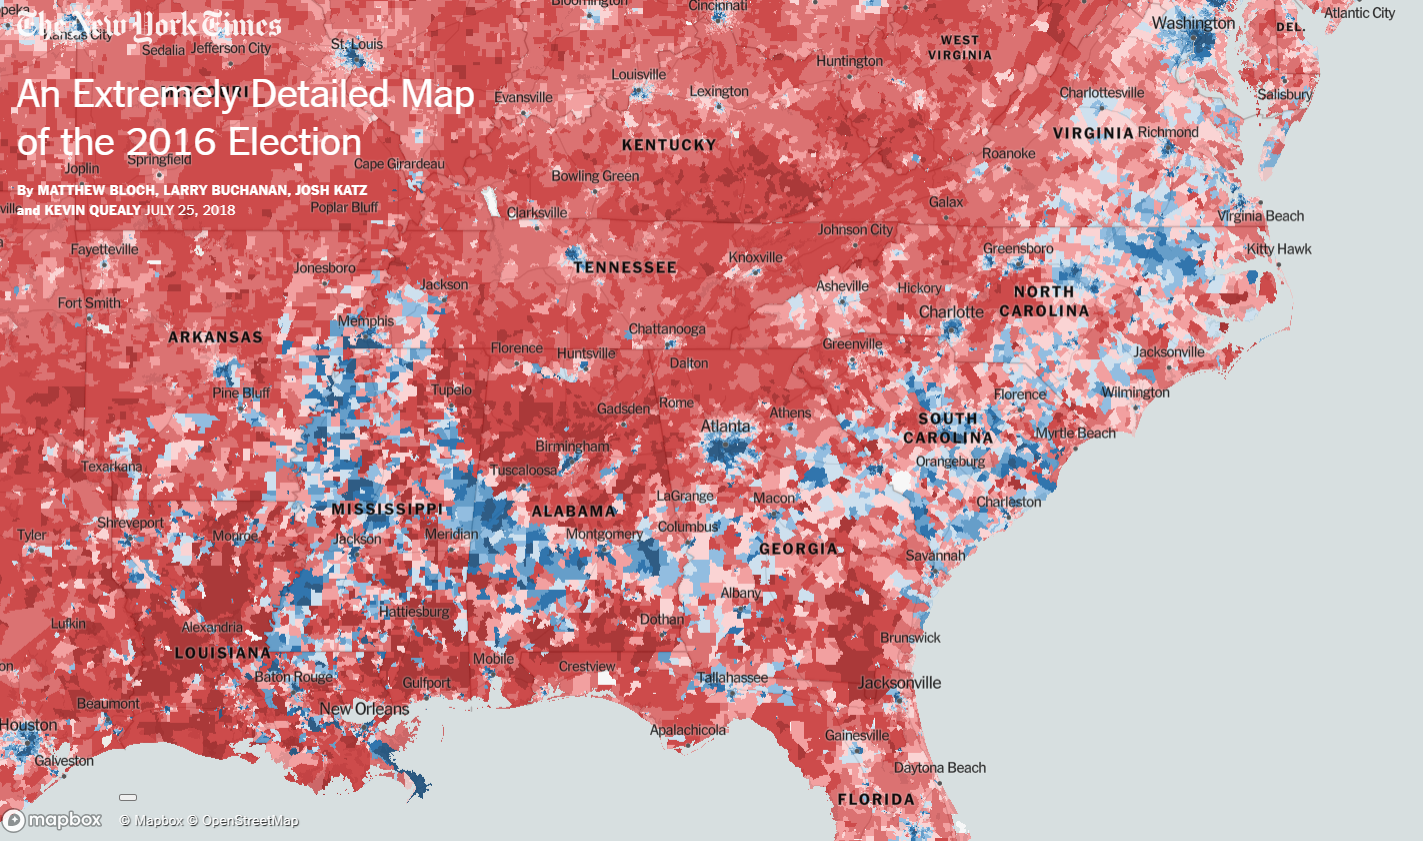 The New York Times
An Extremely Detailed Map
of the 2016 Election
By MATTHEW BLOCH, LARRY BUCHANAN, JOSH KATZ
and KEVIN QUEALY JULY 25, 2018
Bloomington
Cincinnati
Washington
DEL.
Atlantic City
Kansas City
Sedalia
Jefferson City
St. Louis
WEST
VIRGINIA
Huntington
Louisville
Lexington
Evansville
MISSOURI
Charlottesville
Salisbury
KENTUCKY
VIRGINIA
Richmond
Roanoke
Joplin
Springfield
Cape Girardeau
Bowling Green
Poplar Bluff
Clarksville
Galax
Virginia Beach
Johnson City
Fayetteville
Greensboro
Kitty Hawk
Jonesboro
TENNESSEE
Knoxville
Jackson
Asheville
Hickory
NORTH
CAROLINA
Fort Smith
Memphis
Charlotte
ARKANSAS
Chattanooga
Florence
Huntsville
Greenville
Jacksonville
Dalton
Pine Bluff
Tupelo
Gadsden
Rome
Athens
Florence
Wilmington
Atlanta
SOUTH
CAROLINA
Myrtle Beach
Birmingham
Texarkana
Tuscaloosa
Orangeburg
LaGrange
Macon
Charleston
MISSISSIPPI
ALABAMA
Tyler
Shreveport
Monroe
Jackson
Meridian
Montgomery
Columbus
GEORGIA
Savannah
Albany
Hattiesburg
Dothan
Lufkin
Alexandria
Brunswick
LOUISIANA
Mobile
Crestview
Baton Rouge
Gulfport
Tallahassee
Jacksonville
Beaumont
New Orleans
Houston
Apalachicola
Gainesville
Galveston
Daytona Beach
FLORIDA
mapbox
© Mapbox © OpenStreetMap